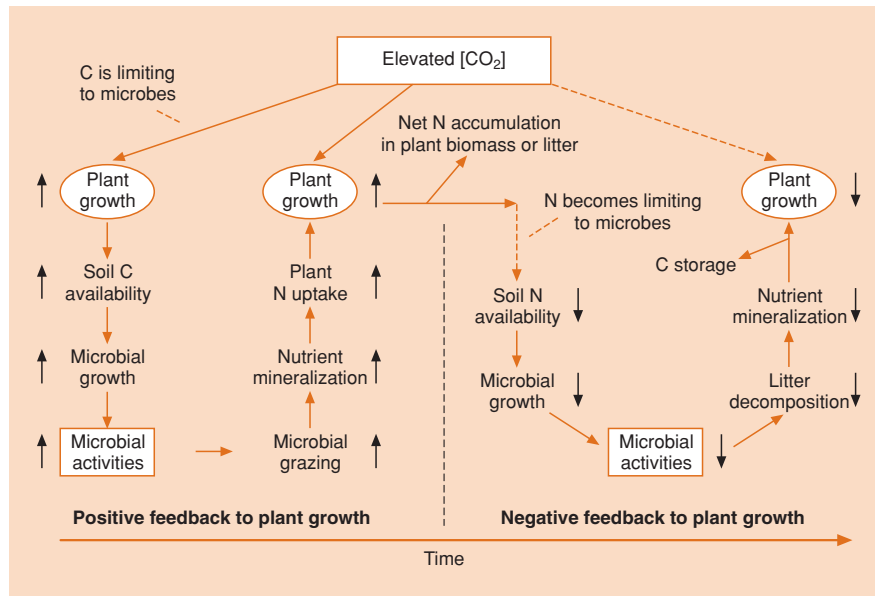 Elevated [CO₂]
C is limiting
to microbes
Net N accumulation
in plant biomass or litter
Plant
growth
Plant
growth
N becomes limiting
to microbes
Plant
growth
C storage
Soil C
availability
Plant
N uptake
Soil N
availability
Nutrient
mineralization
Microbial
growth
Nutrient
mineralization
Microbial
growth
Litter
decomposition
Microbial
activities
Microbial
grazing
Microbial
activities
Positive feedback to plant growth
Negative feedback to plant growth
Time